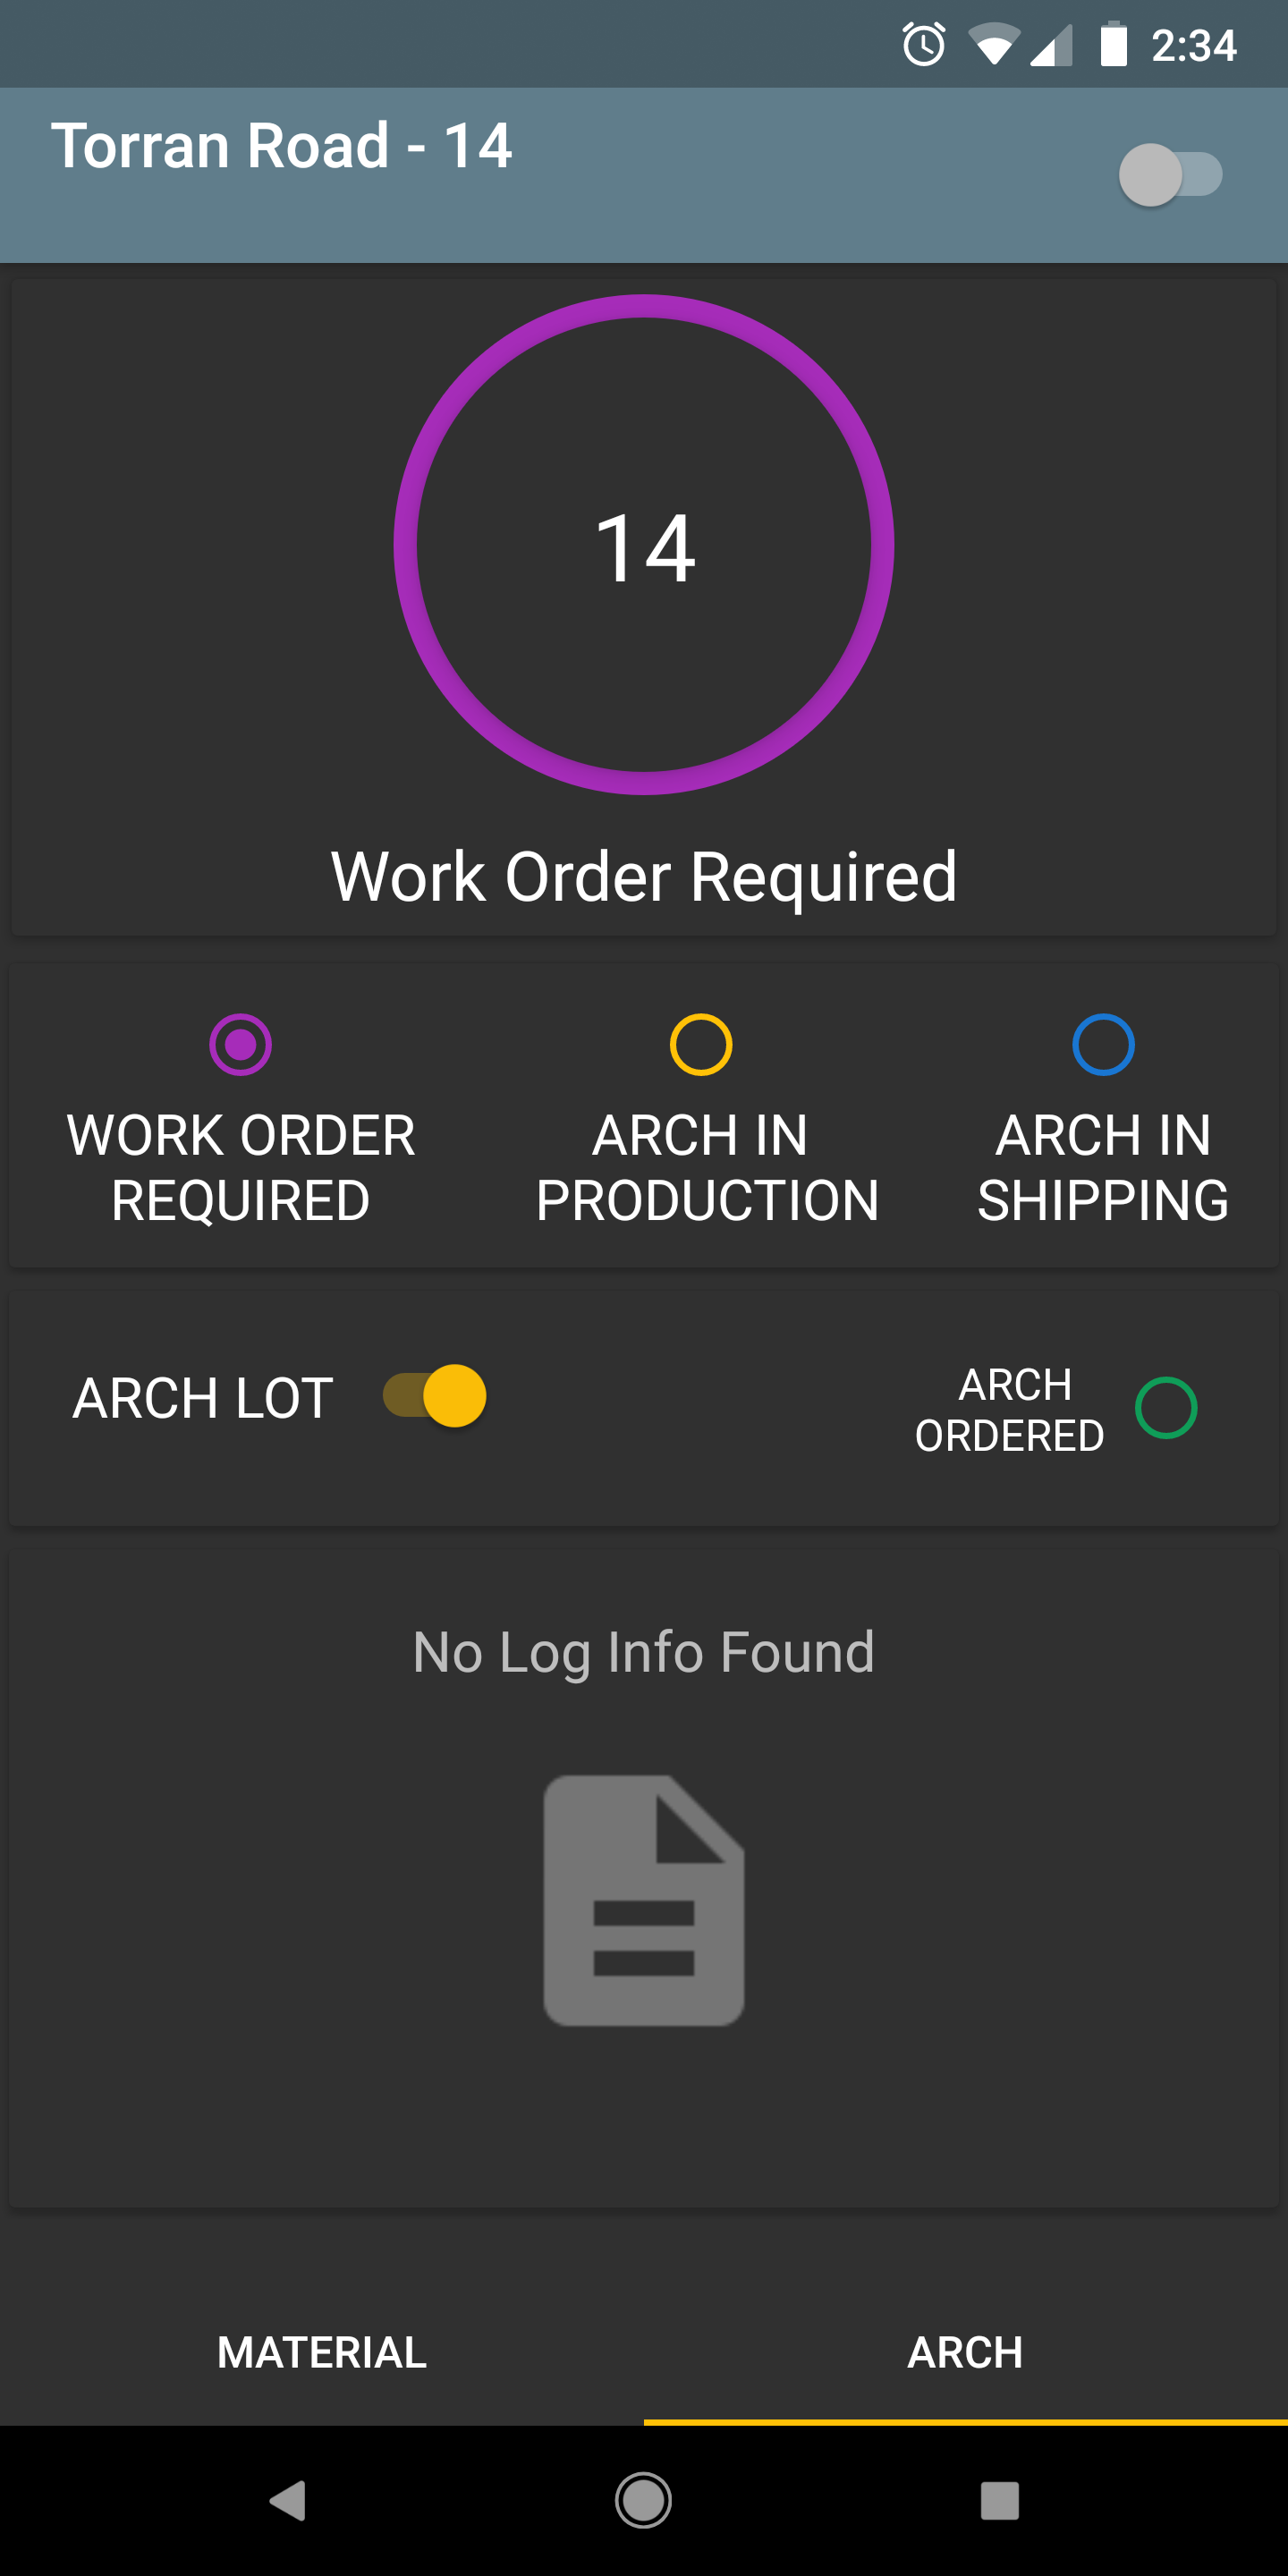 2:34
Torran Road - 14
14
Work Order Required
WORK ORDER
REQUIRED
ARCH IN
PRODUCTION
ARCH IN
SHIPPING
ARCH LOT
ARCH
ORDERED
No Log Info Found
MATERIAL
ARCH